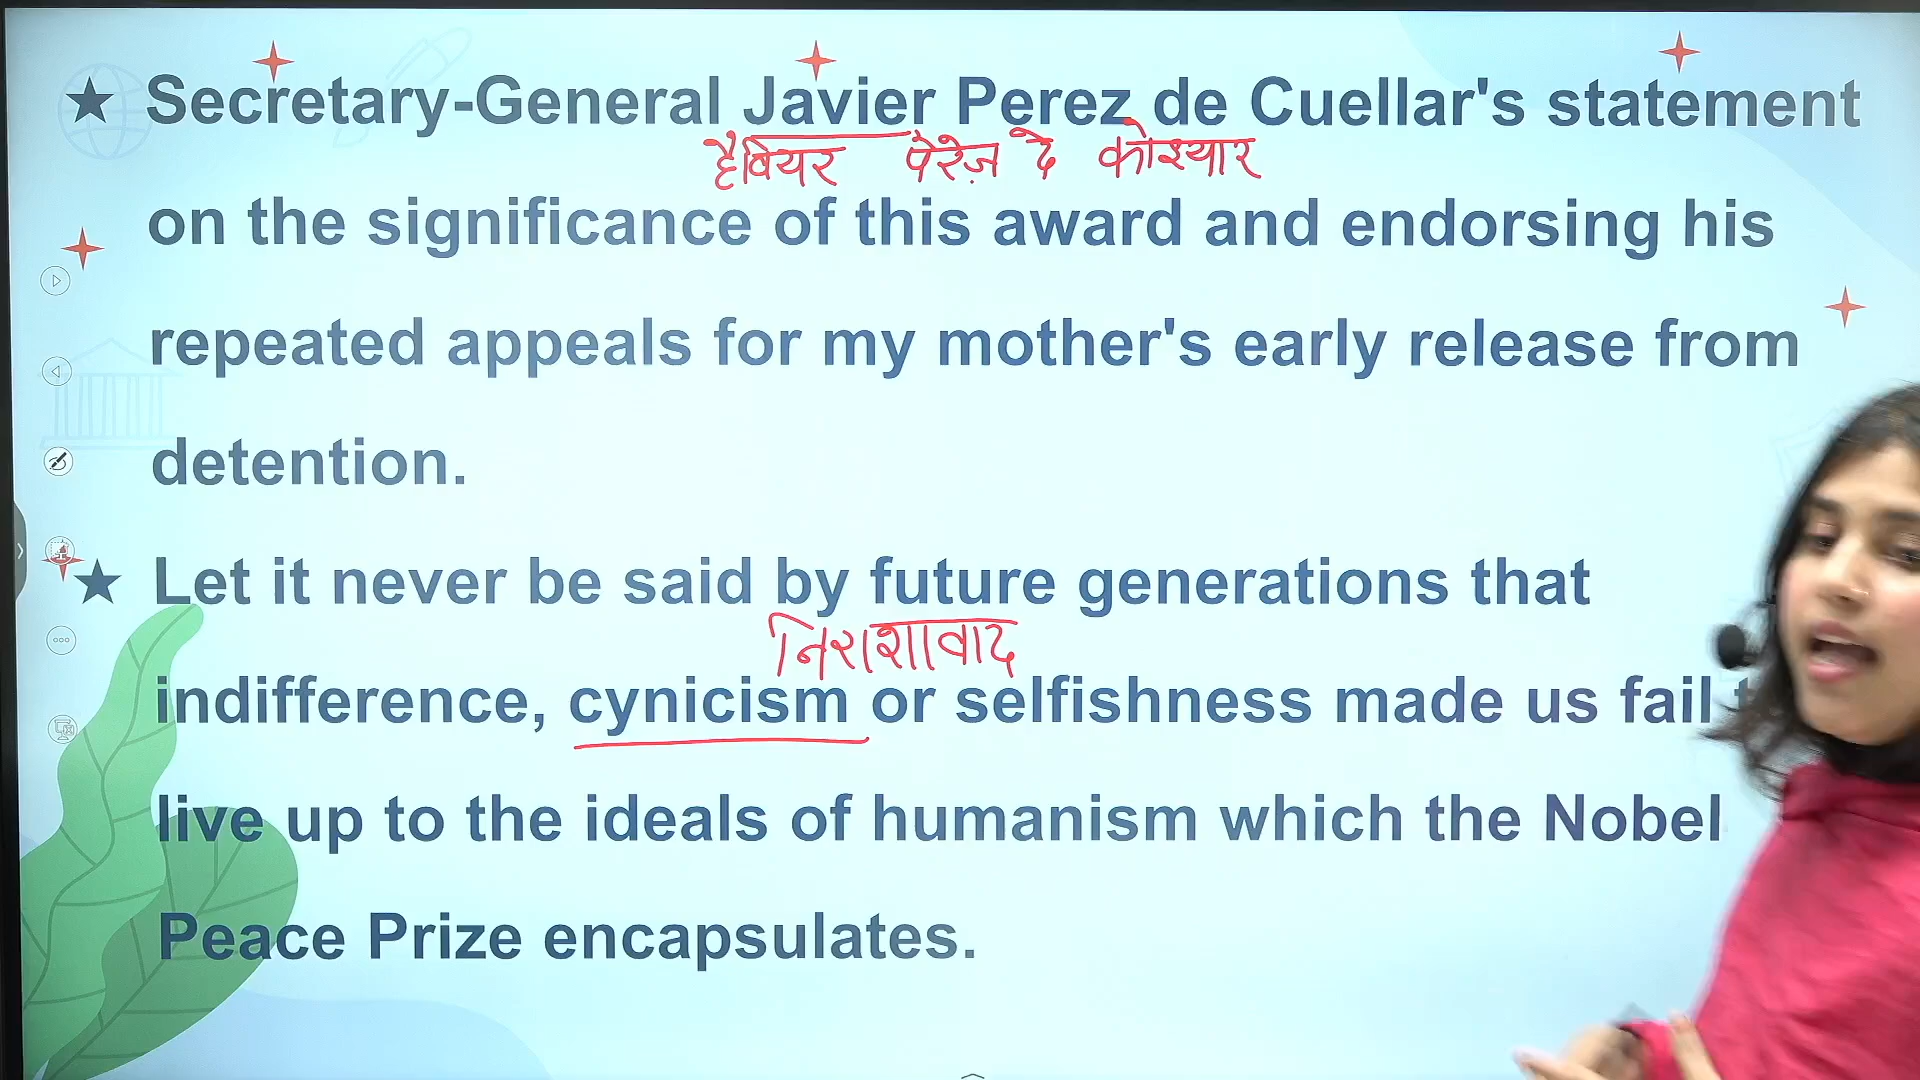 ★ Secretary-General Javier Perez de Cuellar's statement
हैवियर पेरेज़ दे कोश्यार
on the significance of this award and endorsing his
repeated appeals for my mother's early release from
detention.
★ Let it never be said by future generations that
निराशावाद
indifference, cynicism or selfishness made us fail
live up to the ideals of humanism which the Nobel
Peace Prize encapsulates.